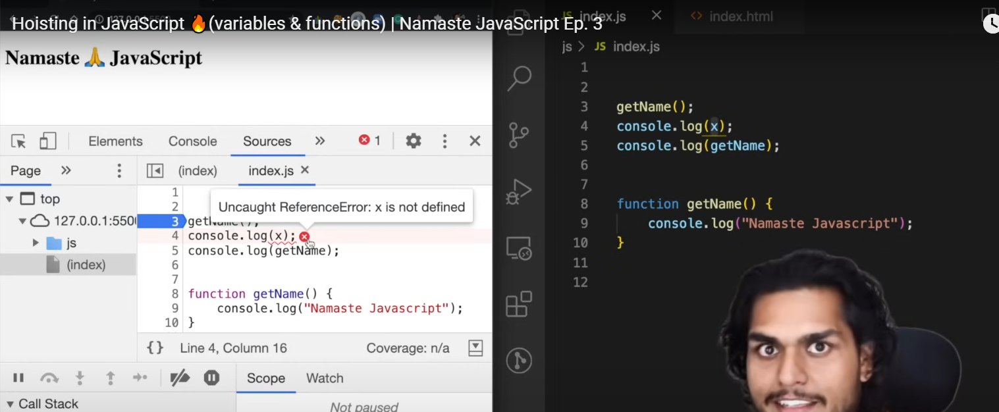 Hoisting in JavaScript 🔥(variables & functions) | Namaste JavaScript Ep. 3
JS index.js
index.html
Namaste 🙏 JavaScript
Elements Console Sources » 1
Page » (index) index.js
top
127.0.0.1:550
js
(index)
1
2
3 getName();
4 console.log(x);
5 console.log(getName);
6
7
8 function getName() {
9 console.log("Namaste Javascript");
10 }
Uncaught ReferenceError: x is not defined
{} Line 4, Column 16 Coverage: n/a
Scope Watch
Call Stack
Not paused
js > JS index.js
1
2
3 getName();
4 console.log(x);
5 console.log(getName);
6
7
8 function getName() {
9 console.log("Namaste Javascript");
10 }
11
12